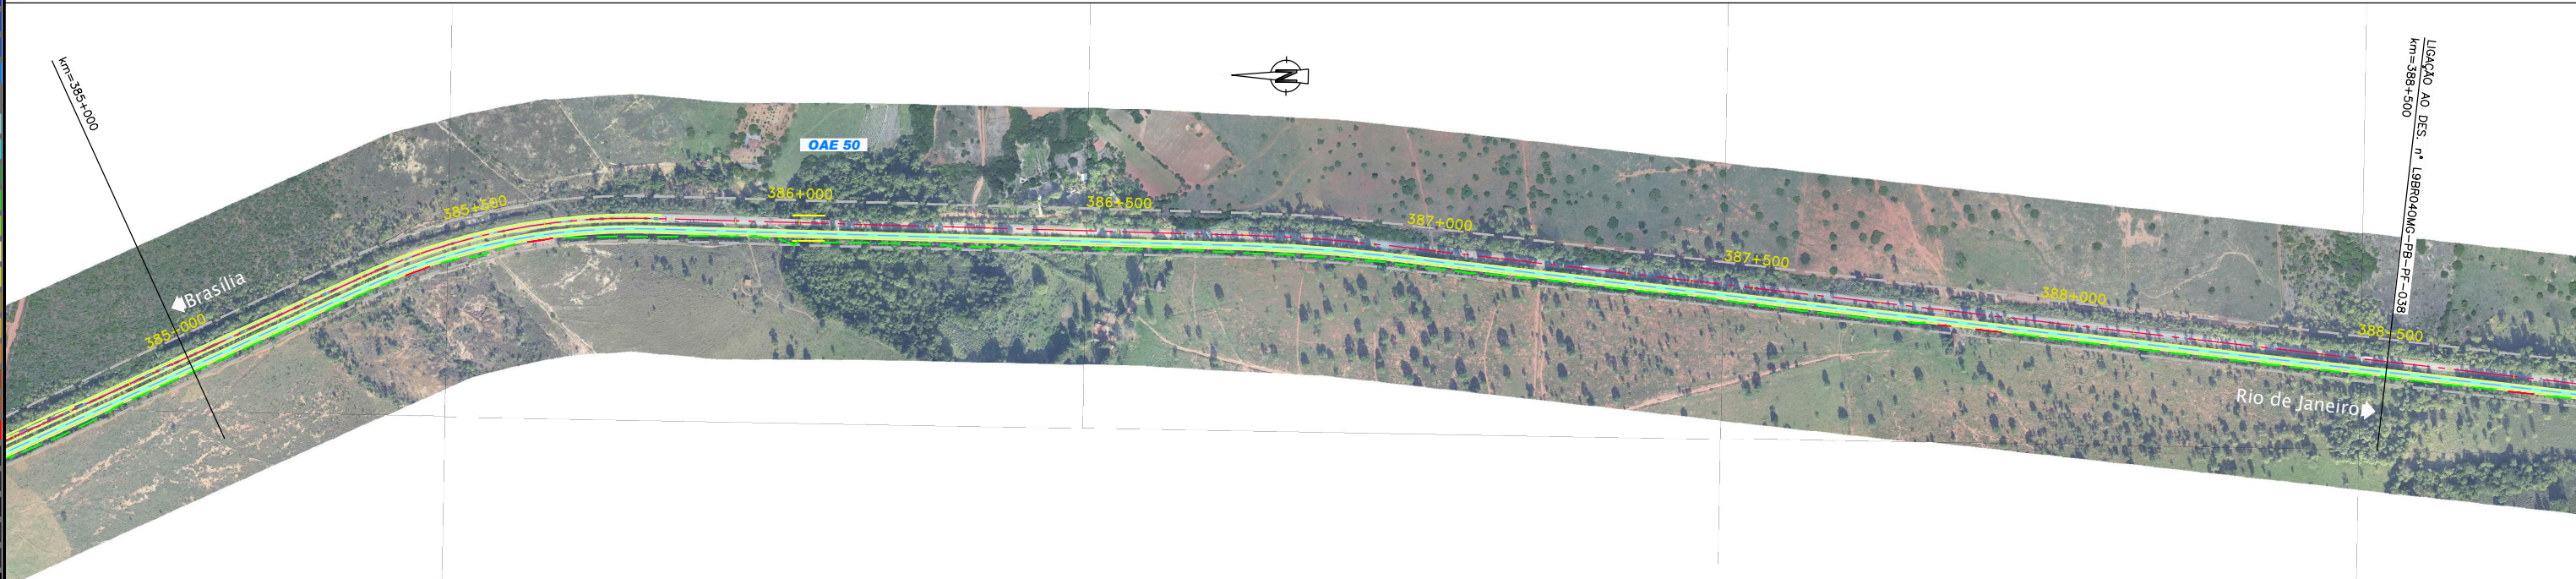 km=385+000
Brasília
385+000
385+500
OAE 50
386+000
386+500
N
387+000
387+500
388+000
388+500
Rio de Janeiro
LIGAÇÃO AO DES. nº L9BR040MG-PB-PF-038
km=388+500